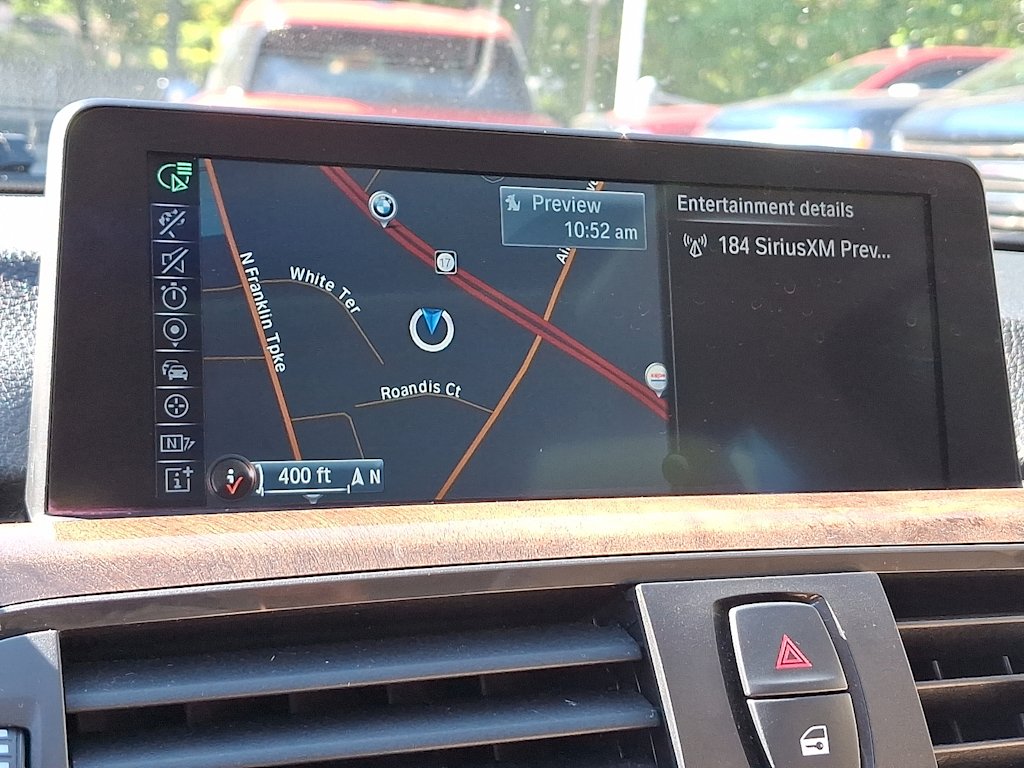 Preview
10:52 am
Entertainment details
184 SiriusXM Prev...
17
N Franklin Tpke
White Ter
Roandis Ct
400 ft
N
N